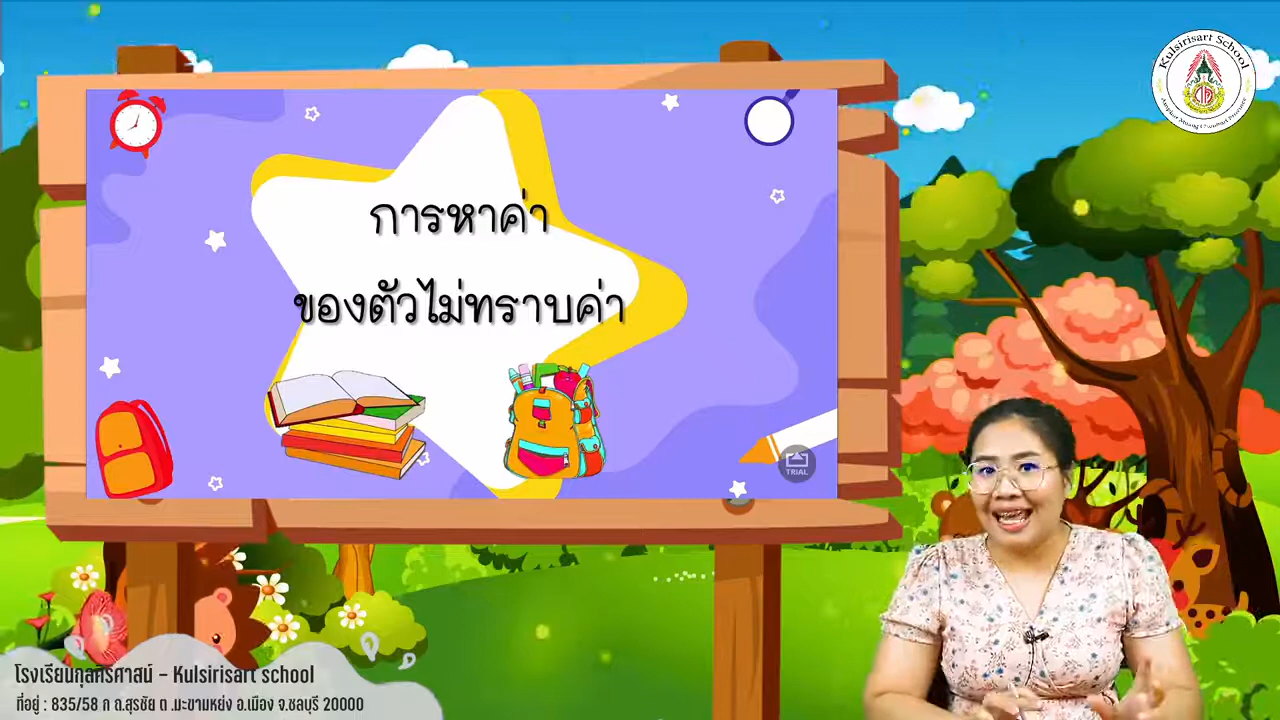 Kulsirisart School
การหาค่า
ของตัวไม่ทราบค่า
TRIAL
โรงเรียนกุลศิริศาสน์ - Kulsirisart school
ที่อยู่ : 835/58 ก ถ.สุรชัย ต .มะขามหย่ง อ.เมือง จ.ชลบุรี 20000